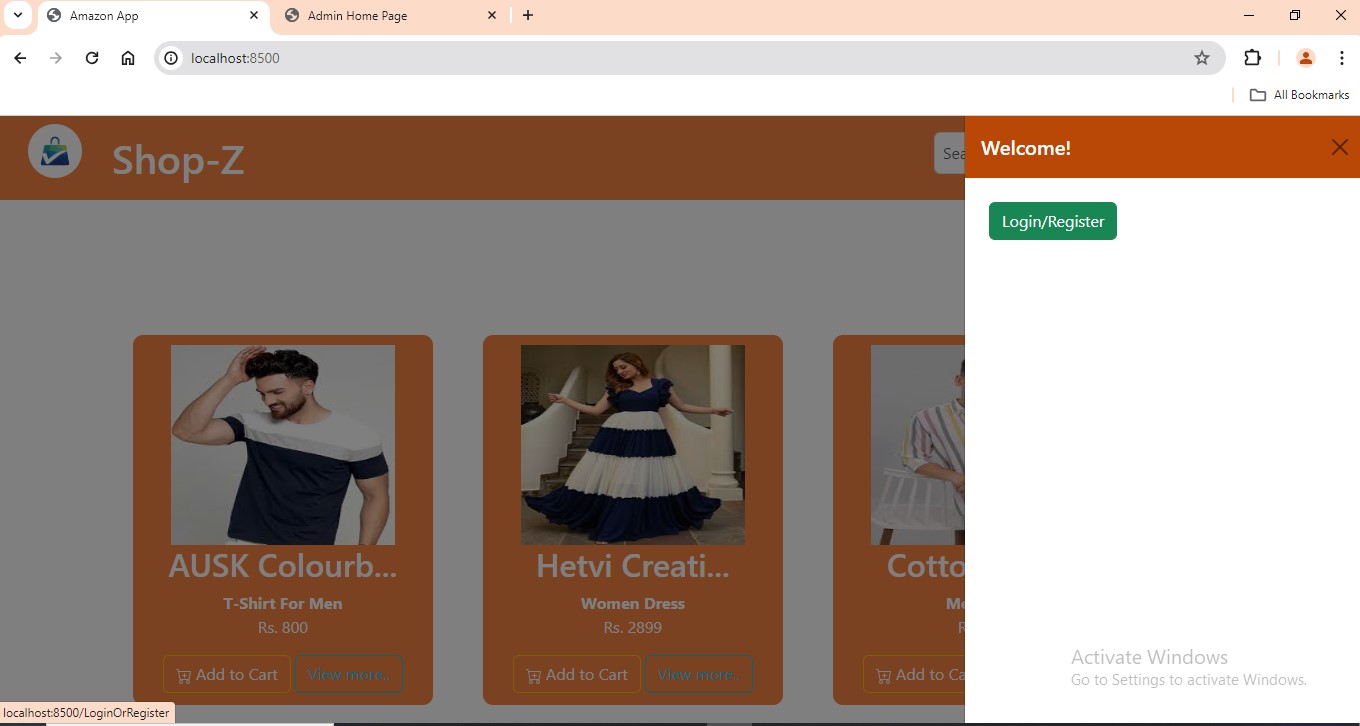 Amazon App
Admin Home Page
localhost:8500
All Bookmarks
Shop-Z
Sea
Welcome!
Login/Register
AUSK Colourb...
T-Shirt For Men
Rs. 800
Add to Cart
View more..
Hetvi Creati...
Women Dress
Rs. 2899
Add to Cart
View more..
Cotto
Me
R
Add to Ca
Activate Windows
Go to Settings to activate Windows.
localhost:8500/LoginOrRegister